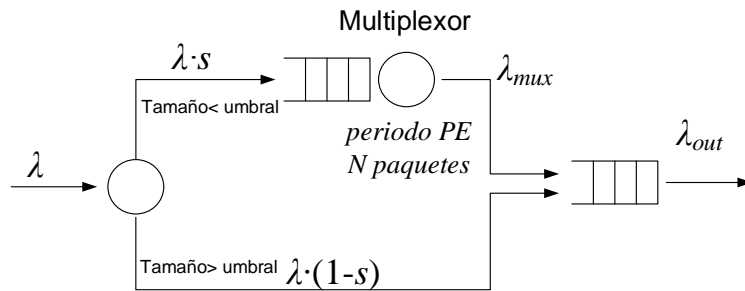 Multiplexor
λ·s
λmux
Tamaño< umbral
periodo PE
N paquetes
λout
λ
Tamaño> umbral
λ·(1-s)